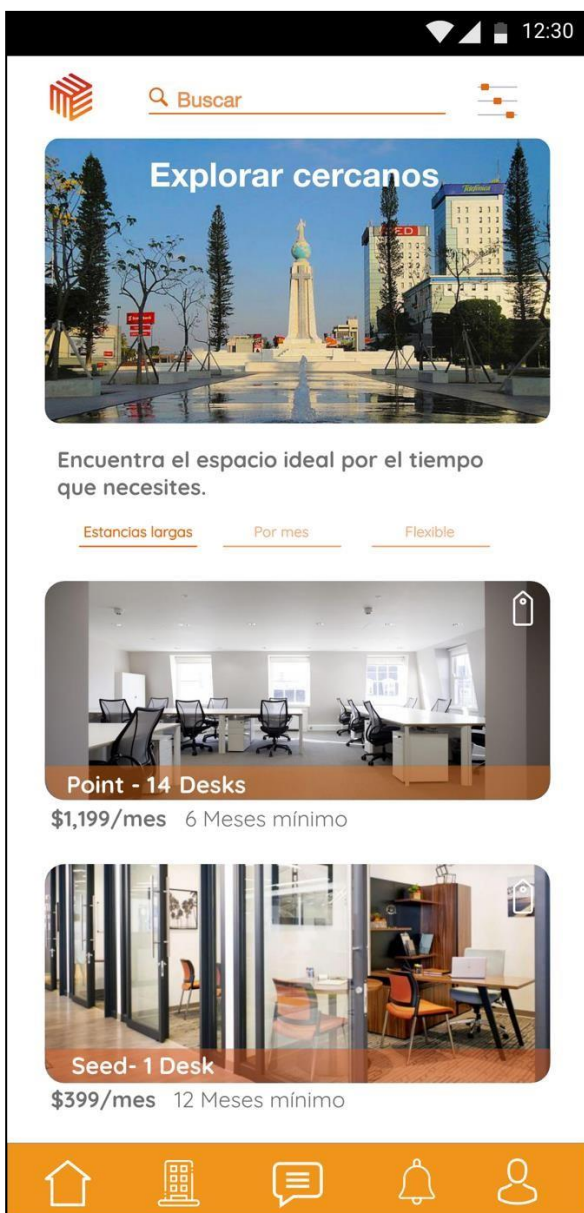 12:30
Buscar
Explorar cercanos
Telefónica
Encuentra el espacio ideal por el tiempo
que necesites.
Estancias largas
Por mes
Flexible
Point - 14 Desks
$1,199/mes 6 Meses mínimo
Seed- 1 Desk
$399/mes 12 Meses mínimo